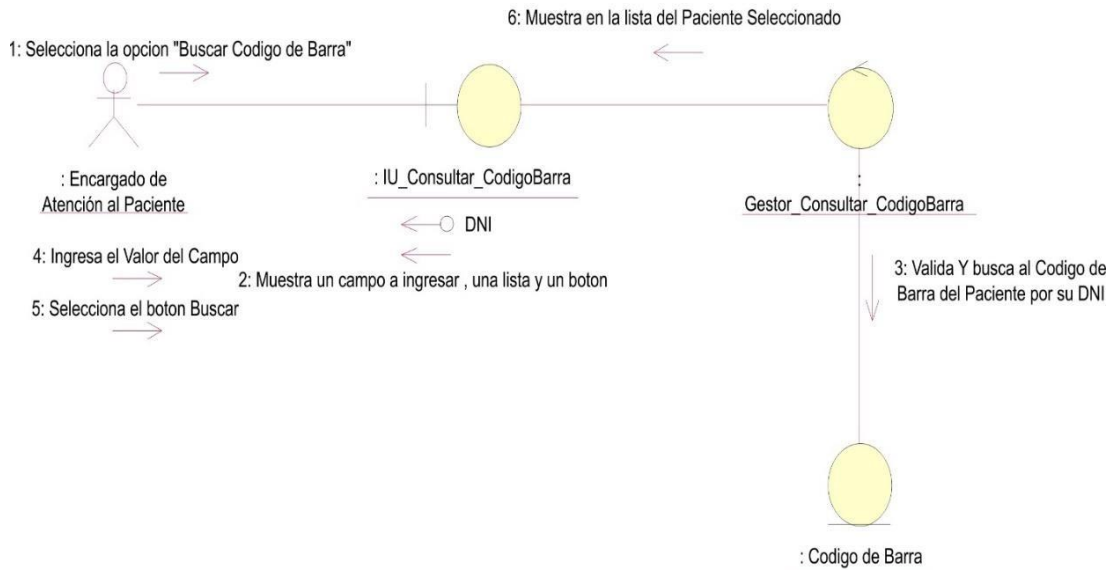 6: Muestra en la lista del Paciente Seleccionado
1: Selecciona la opcion "Buscar Codigo de Barra"
: Encargado de
Atención al Paciente
: IU_Consultar_CodigoBarra
:
Gestor_Consultar_CodigoBarra
DNI
4: Ingresa el Valor del Campo
2: Muestra un campo a ingresar , una lista y un boton
5: Selecciona el boton Buscar
3: Valida Y busca al Codigo de
Barra del Paciente por su DNI
: Codigo de Barra